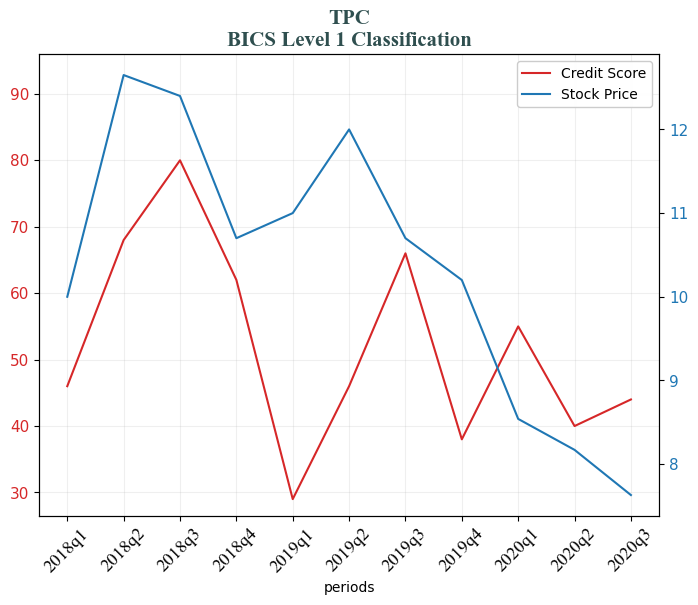 TPC
BICS Level 1 Classification
Credit Score
Stock Price
90
80
70
60
50
40
30
12
11
10
9
8
2018q1
2018q2
2018q3
2018q4
2019q1
2019q2
2019q3
2019q4
2020q1
2020q2
2020q3
periods